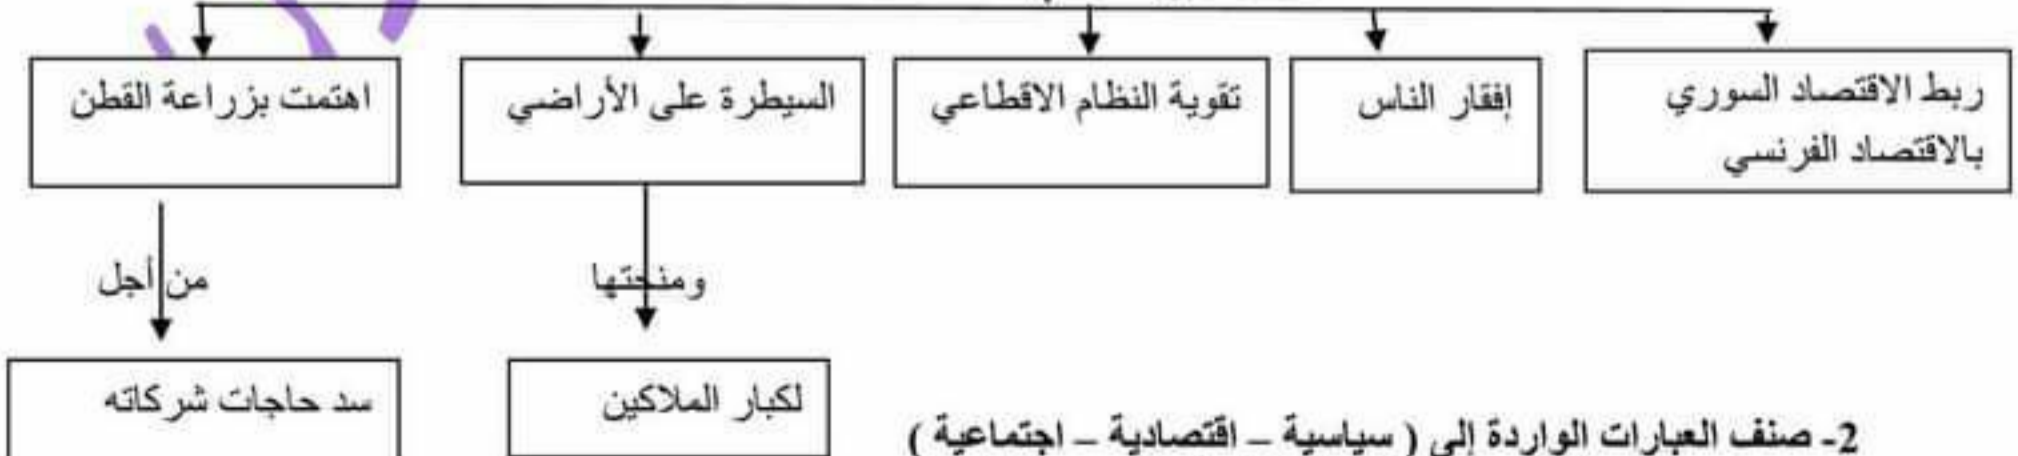 ربط الاقتصاد السوري
بالاقتصاد الفرنسي
إفقار الناس
تقوية النظام الاقطاعي
السيطرة على الأراضي
اهتمت بزراعة القطن
ومنحتها
من أجل
لكبار الملاكين
سد حاجات شركاته
2- صنف العبارات الواردة إلى ( سياسية – اقتصادية – اجتماعية )